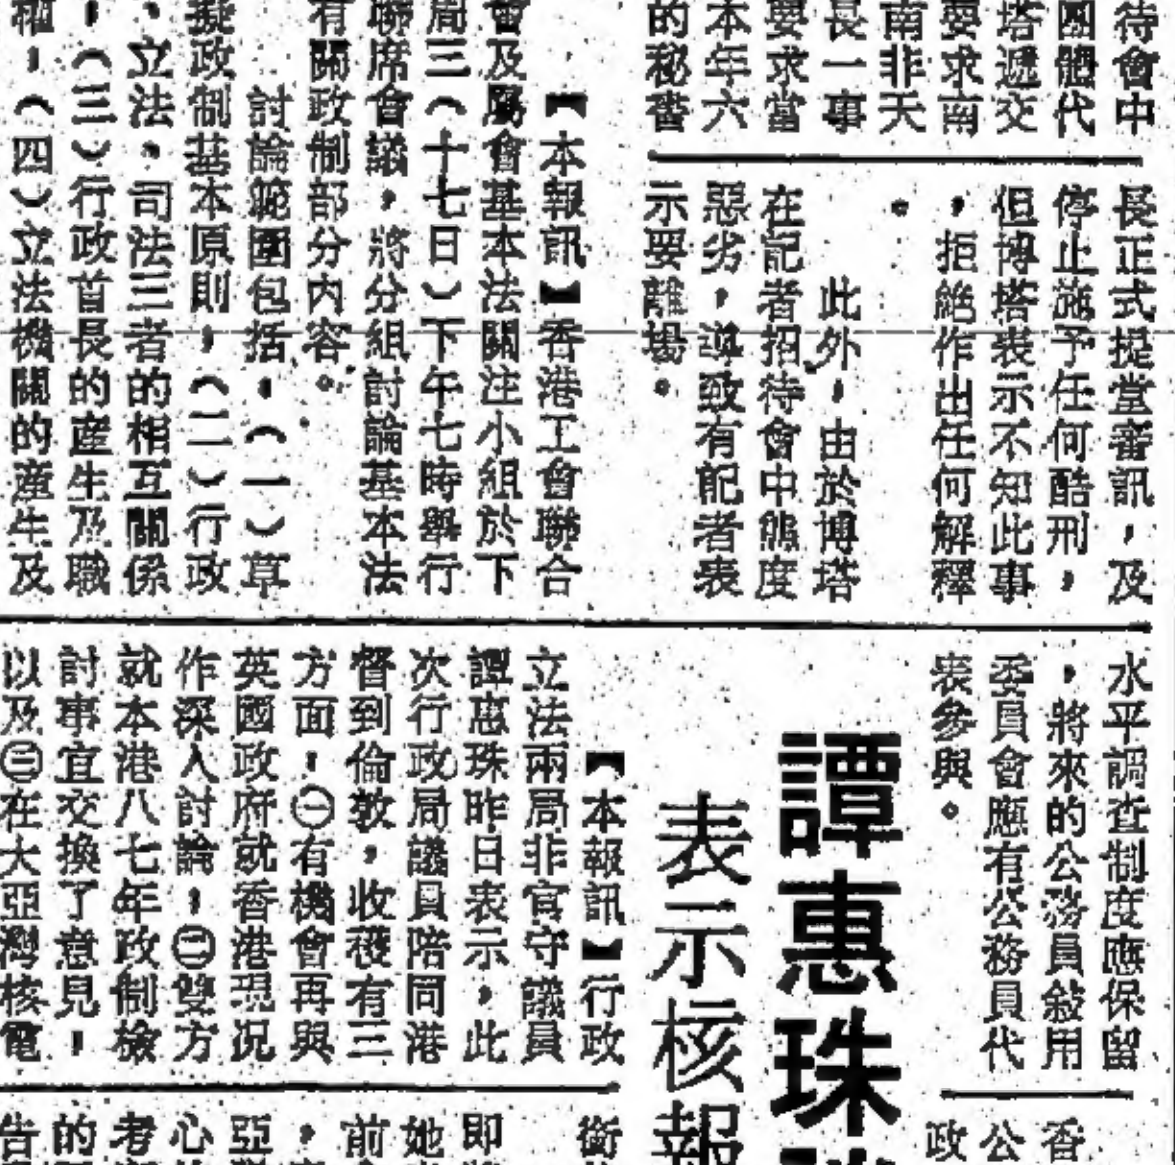 待會中
團體代
塔遞交
要求南
南非天
長一事
要求當
本年六
的秘書
長正式提堂審訊，及
停止施予任何酷刑，
但博塔表示不知此事
，拒絕作出任何解釋
。
此外，由於博塔
在記者招待會中態度
惡劣，導致有記者表
示要離場。
【本報訊】香港工會聯合
會及屬會基本法關注小組於下
周三（十七日）下午七時舉行
聯席會議，將分組討論基本法
有關政制部分內容。
討論範圍包括，（一）草
擬政制基本原則，（二）行政
、立法，司法三者的相互關係
，（三）行政首長的產生及職
權，（四）立法機關的產生及
水平調查制度應保留
，將來的公務員敍用
委員會應有公務員代
表參與。
譚惠珠
表示核報
【本報訊】行政
立法兩局非官守議員
譚惠珠昨日表示，此
次行政局議員陪同港
督到倫敦，收穫有三
方面，㊀有機會再與
英國政府就香港現況
作深入討論，㊁雙方
就本港八七年政制檢
討事宜交換了意見，
以及㊂在大亞灣核電
香
公
政
銜
即
她
前
，
亞
心
考
的
告